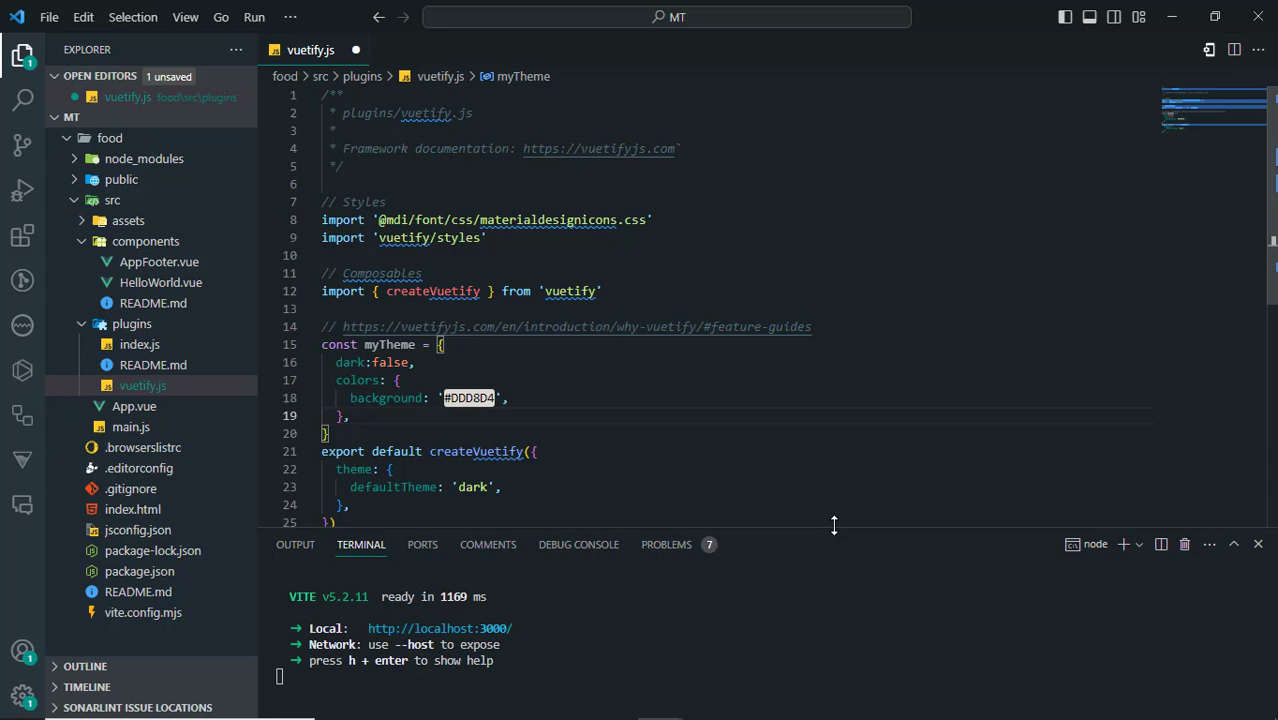 File Edit Selection View Go Run ··· MT
EXPLORER
OPEN EDITORS 1 unsaved
vuetify.js food\src\plugins
MT
food
node_modules
public
src
assets
components
AppFooter.vue
HelloWorld.vue
README.md
plugins
index.js
README.md
vuetify.js
App.vue
main.js
.browserslistrc
.editorconfig
.gitignore
index.html
jsconfig.json
package-lock.json
package.json
README.md
vite.config.mjs
OUTLINE
TIMELINE
SONARLINT ISSUE LOCATIONS
1
1
1
vuetify.js
food > src > plugins > vuetify.js > myTheme
1 /**
2 * plugins/vuetify.js
3 *
4 * Framework documentation: https://vuetifyjs.com`
5 */
6
7 // Styles
8 import '@mdi/font/css/materialdesignicons.css'
9 import 'vuetify/styles'
10
11 // Composables
12 import { createVuetify } from 'vuetify'
13
14 // https://vuetifyjs.com/en/introduction/why-vuetify/#feature-guides
15 const myTheme = {
16 dark:false,
17 colors: {
18 background: '#DDD8D4',
19 },
20 }
21 export default createVuetify({
22 theme: {
23 defaultTheme: 'dark',
24 },
25 })
OUTPUT TERMINAL PORTS COMMENTS DEBUG CONSOLE PROBLEMS 7 node
VITE v5.2.11 ready in 1169 ms
➜ Local: http://localhost:3000/
➜ Network: use --host to expose
➜ press h + enter to show help